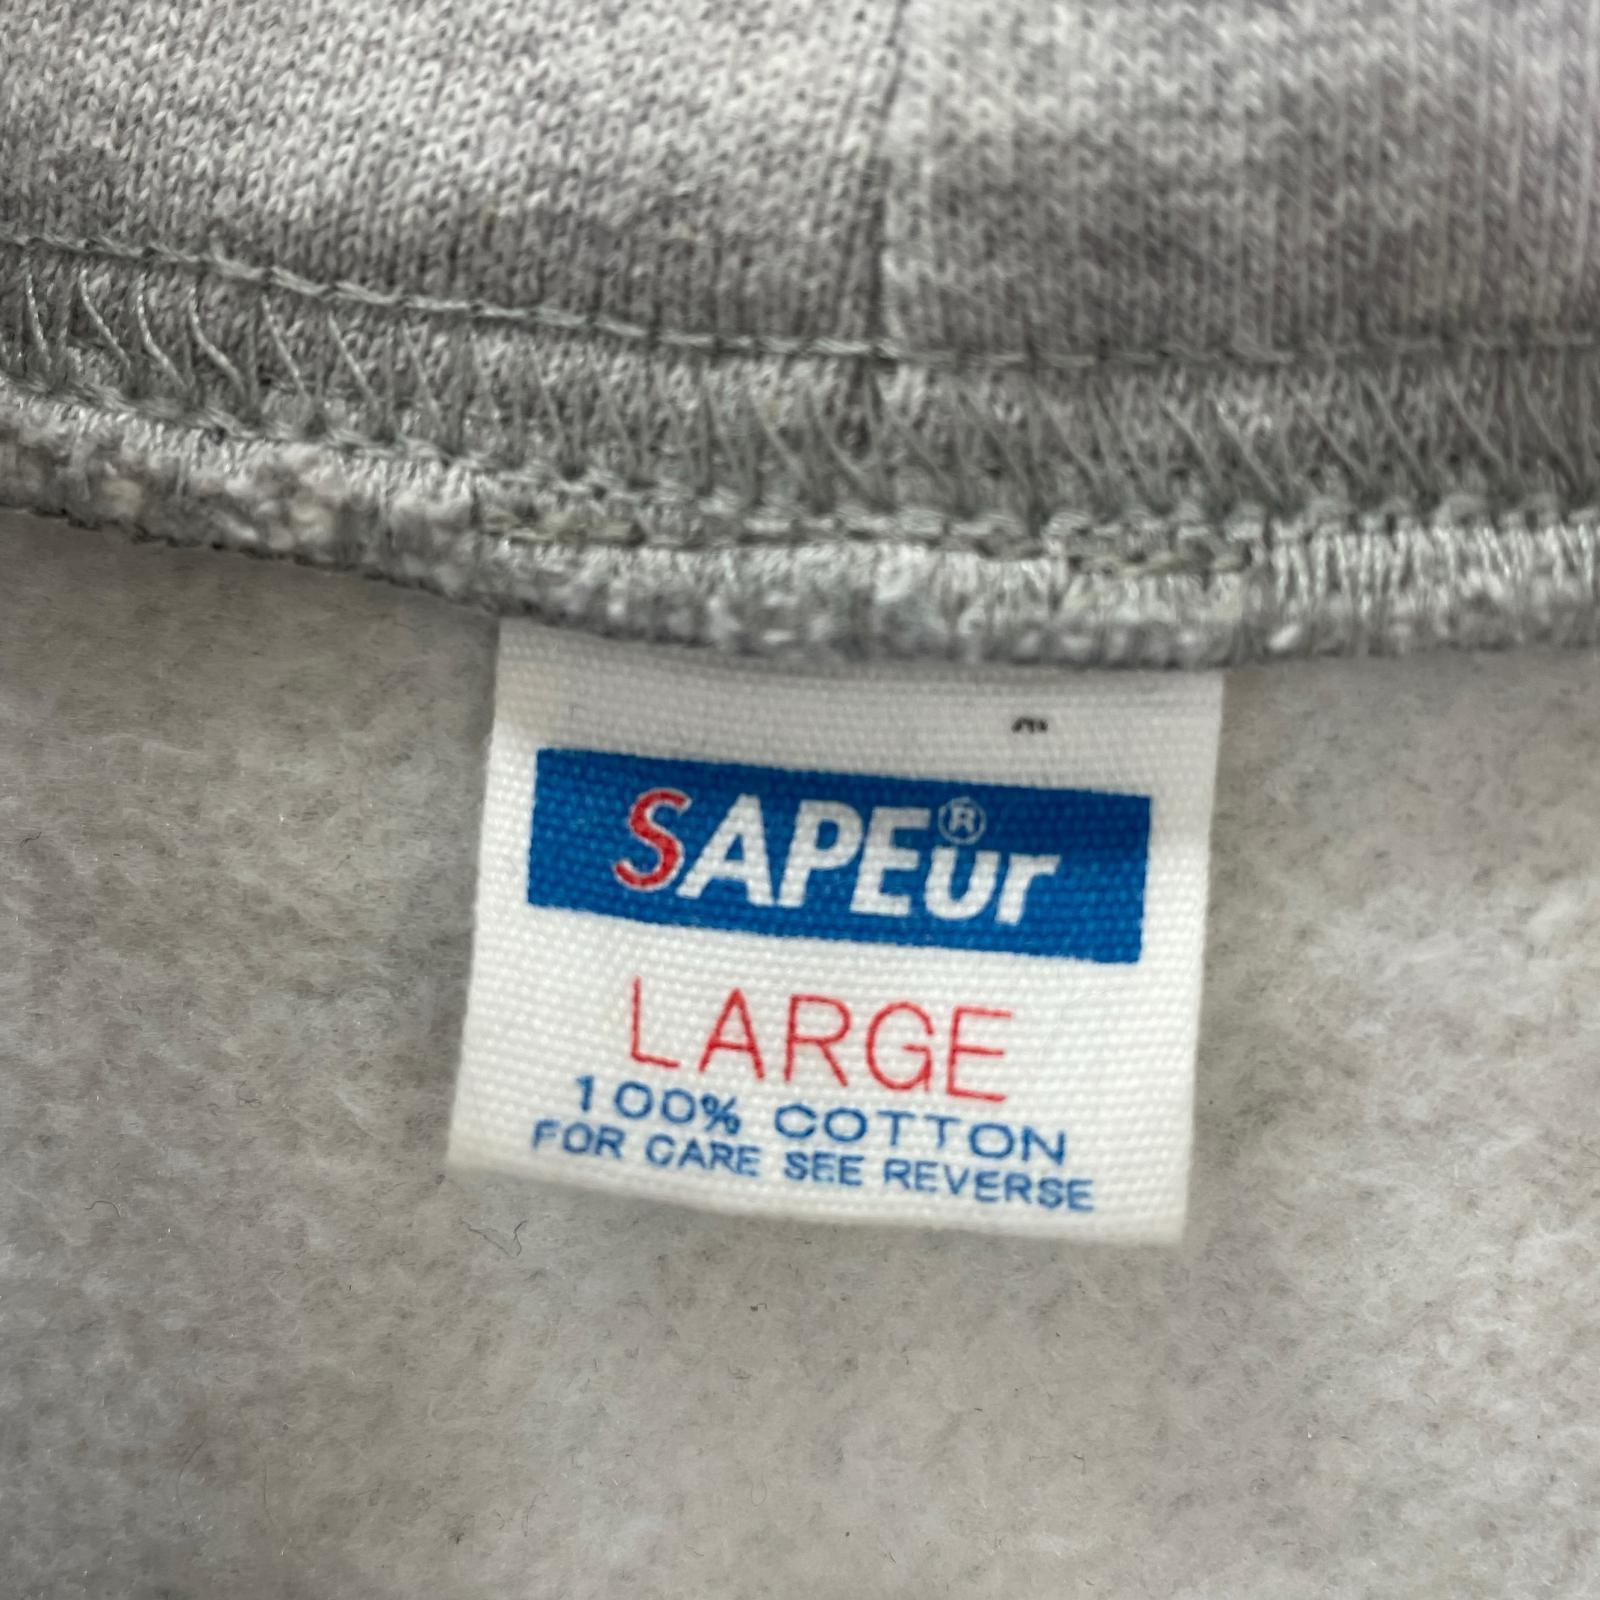 SAPEur®
LARGE
100% COTTON
FOR CARE SEE REVERSE